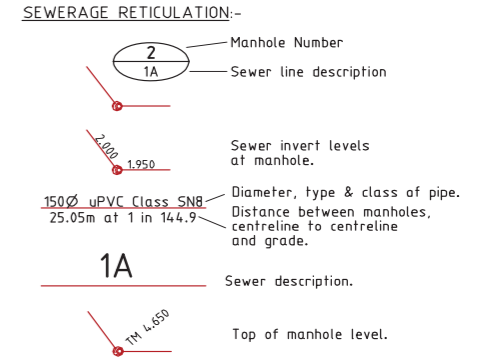 SEWERAGE RETICULATION:-
2
1A
Manhole Number
Sewer line description
2.000
1.950
Sewer invert levels
at manhole.
150Ø uPVC Class SN8
25.05m at 1 in 144.9
Diameter, type & class of pipe.
Distance between manholes,
centreline to centreline
and grade.
1A
Sewer description.
TM 4.650
Top of manhole level.